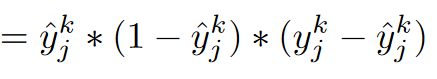 = ŷ_j^k * (1 − ŷ_j^k) * (y_j^k − ŷ_j^k)